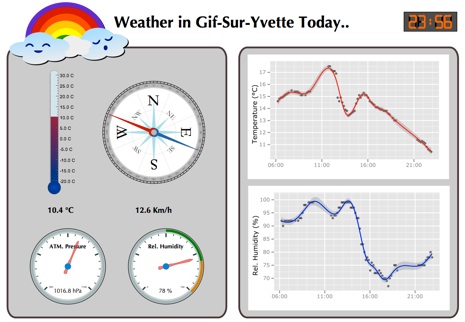 Weather in Gif-Sur-Yvette Today..
23:56
30.0 C
25.0 C
20.0 C
15.0 C
10.0 C
5.0 C
0.0 C
-5.0 C
-10.0 C
-15.0 C
-20.0 C
N
NE
E
SE
S
SW
W
NW
10.4 °C
12.6 Km/h
ATM. Pressure
1016.8 hPa
Rel. Humidity
78 %
Temperature (°C)
17
16
15
14
13
12
11
06:00 11:00 16:00 21:00
Rel. Humidity (%)
100
95
90
85
80
75
70
06:00 11:00 16:00 21:00